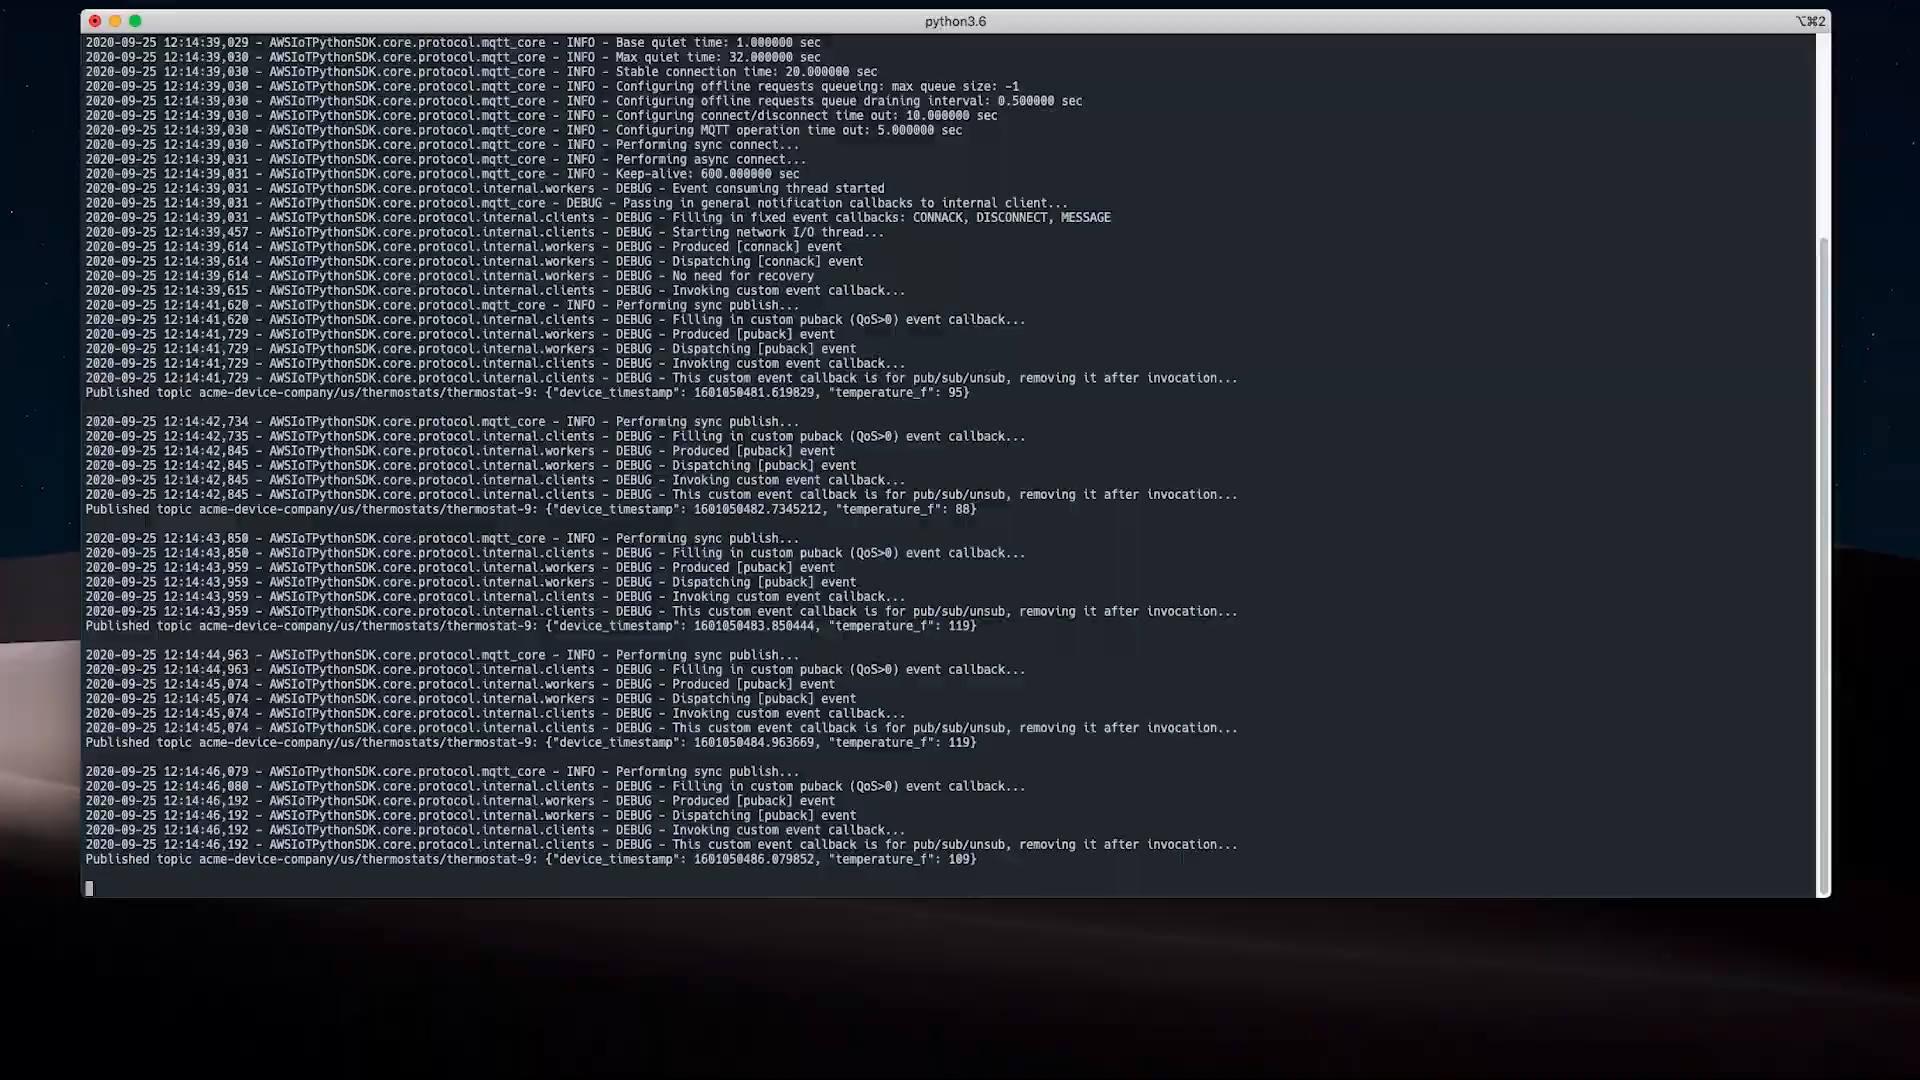 python3.6
⌥⌘2
2020-09-25 12:14:39,029 - AWSIoTPythonSDK.core.protocol.mqtt_core - INFO - Base quiet time: 1.000000 sec
2020-09-25 12:14:39,030 - AWSIoTPythonSDK.core.protocol.mqtt_core - INFO - Max quiet time: 32.000000 sec
2020-09-25 12:14:39,030 - AWSIoTPythonSDK.core.protocol.mqtt_core - INFO - Stable connection time: 20.000000 sec
2020-09-25 12:14:39,030 - AWSIoTPythonSDK.core.protocol.mqtt_core - INFO - Configuring offline requests queueing: max queue size: -1
2020-09-25 12:14:39,030 - AWSIoTPythonSDK.core.protocol.mqtt_core - INFO - Configuring offline requests queue draining interval: 0.500000 sec
2020-09-25 12:14:39,030 - AWSIoTPythonSDK.core.protocol.mqtt_core - INFO - Configuring connect/disconnect time out: 10.000000 sec
2020-09-25 12:14:39,030 - AWSIoTPythonSDK.core.protocol.mqtt_core - INFO - Configuring MQTT operation time out: 5.000000 sec
2020-09-25 12:14:39,030 - AWSIoTPythonSDK.core.protocol.mqtt_core - INFO - Performing sync connect...
2020-09-25 12:14:39,031 - AWSIoTPythonSDK.core.protocol.mqtt_core - INFO - Performing async connect...
2020-09-25 12:14:39,031 - AWSIoTPythonSDK.core.protocol.mqtt_core - INFO - Keep-alive: 600.000000 sec
2020-09-25 12:14:39,031 - AWSIoTPythonSDK.core.protocol.internal.workers - DEBUG - Event consuming thread started
2020-09-25 12:14:39,031 - AWSIoTPythonSDK.core.protocol.mqtt_core - DEBUG - Passing in general notification callbacks to internal client...
2020-09-25 12:14:39,031 - AWSIoTPythonSDK.core.protocol.internal.clients - DEBUG - Filling in fixed event callbacks: CONNACK, DISCONNECT, MESSAGE
2020-09-25 12:14:39,457 - AWSIoTPythonSDK.core.protocol.internal.clients - DEBUG - Starting network I/O thread...
2020-09-25 12:14:39,614 - AWSIoTPythonSDK.core.protocol.internal.workers - DEBUG - Produced [connack] event
2020-09-25 12:14:39,614 - AWSIoTPythonSDK.core.protocol.internal.workers - DEBUG - Dispatching [connack] event
2020-09-25 12:14:39,614 - AWSIoTPythonSDK.core.protocol.internal.workers - DEBUG - No need for recovery
2020-09-25 12:14:39,615 - AWSIoTPythonSDK.core.protocol.internal.clients - DEBUG - Invoking custom event callback...
2020-09-25 12:14:41,620 - AWSIoTPythonSDK.core.protocol.mqtt_core - INFO - Performing sync publish...
2020-09-25 12:14:41,620 - AWSIoTPythonSDK.core.protocol.internal.clients - DEBUG - Filling in custom puback (QoS>0) event callback...
2020-09-25 12:14:41,729 - AWSIoTPythonSDK.core.protocol.internal.workers - DEBUG - Produced [puback] event
2020-09-25 12:14:41,729 - AWSIoTPythonSDK.core.protocol.internal.workers - DEBUG - Dispatching [puback] event
2020-09-25 12:14:41,729 - AWSIoTPythonSDK.core.protocol.internal.clients - DEBUG - Invoking custom event callback...
2020-09-25 12:14:41,729 - AWSIoTPythonSDK.core.protocol.internal.clients - DEBUG - This custom event callback is for pub/sub/unsub, removing it after invocation...
Published topic acme-device-company/us/thermostat-9: {"device_timestamp": 1601050481.619829, "temperature_f": 95}
2020-09-25 12:14:42,734 - AWSIoTPythonSDK.core.protocol.mqtt_core - INFO - Performing sync publish...
2020-09-25 12:14:42,735 - AWSIoTPythonSDK.core.protocol.internal.clients - DEBUG - Filling in custom puback (QoS>0) event callback...
2020-09-25 12:14:42,845 - AWSIoTPythonSDK.core.protocol.internal.workers - DEBUG - Produced [puback] event
2020-09-25 12:14:42,845 - AWSIoTPythonSDK.core.protocol.internal.workers - DEBUG - Dispatching [puback] event
2020-09-25 12:14:42,845 - AWSIoTPythonSDK.core.protocol.internal.clients - DEBUG - Invoking custom event callback...
2020-09-25 12:14:42,845 - AWSIoTPythonSDK.core.protocol.internal.clients - DEBUG - This custom event callback is for pub/sub/unsub, removing it after invocation...
Published topic acme-device-company/us/thermostats/thermostat-9: {"device_timestamp": 1601050482.7345212, "temperature_f": 88}
2020-09-25 12:14:43,850 - AWSIoTPythonSDK.core.protocol.mqtt_core - INFO - Performing sync publish...
2020-09-25 12:14:43,850 - AWSIoTPythonSDK.core.protocol.internal.clients - DEBUG - Filling in custom puback (QoS>0) event callback...
2020-09-25 12:14:43,959 - AWSIoTPythonSDK.core.protocol.internal.workers - DEBUG - Produced [puback] event
2020-09-25 12:14:43,959 - AWSIoTPythonSDK.core.protocol.internal.workers - DEBUG - Dispatching [puback] event
2020-09-25 12:14:43,959 - AWSIoTPythonSDK.core.protocol.internal.clients - DEBUG - Invoking custom event callback...
2020-09-25 12:14:43,959 - AWSIoTPythonSDK.core.protocol.internal.clients - DEBUG - This custom event callback is for pub/sub/unsub, removing it after invocation...
Published topic acme-device-company/us/thermostats/thermostat-9: {"device_timestamp": 1601050483.850444, "temperature_f": 119}
2020-09-25 12:14:44,963 - AWSIoTPythonSDK.core.protocol.mqtt_core - INFO - Performing sync publish...
2020-09-25 12:14:44,963 - AWSIoTPythonSDK.core.protocol.internal.clients - DEBUG - Filling in custom puback (QoS>0) event callback...
2020-09-25 12:14:45,074 - AWSIoTPythonSDK.core.protocol.internal.workers - DEBUG - Produced [puback] event
2020-09-25 12:14:45,074 - AWSIoTPythonSDK.core.protocol.internal.workers - DEBUG - Dispatching [puback] event
2020-09-25 12:14:45,074 - AWSIoTPythonSDK.core.protocol.internal.clients - DEBUG - Invoking custom event callback...
2020-09-25 12:14:45,074 - AWSIoTPythonSDK.core.protocol.internal.clients - DEBUG - This custom event callback is for pub/sub/unsub, removing it after invocation...
Published topic acme-device-company/us/thermostats/thermostat-9: {"device_timestamp": 1601050484.963669, "temperature_f": 119}
2020-09-25 12:14:46,079 - AWSIoTPythonSDK.core.protocol.mqtt_core - INFO - Performing sync publish...
2020-09-25 12:14:46,080 - AWSIoTPythonSDK.core.protocol.internal.clients - DEBUG - Filling in custom puback (QoS>0) event callback...
2020-09-25 12:14:46,192 - AWSIoTPythonSDK.core.protocol.internal.workers - DEBUG - Produced [puback] event
2020-09-25 12:14:46,192 - AWSIoTPythonSDK.core.protocol.internal.workers - DEBUG - Dispatching [puback] event
2020-09-25 12:14:46,192 - AWSIoTPythonSDK.core.protocol.internal.clients - DEBUG - Invoking custom event callback...
2020-09-25 12:14:46,192 - AWSIoTPythonSDK.core.protocol.internal.clients - DEBUG - This custom event callback is for pub/sub/unsub, removing it after invocation...
Published topic acme-device-company/us/thermostats/thermostat-9: {"device_timestamp": 1601050486.079852, "temperature_f": 109}